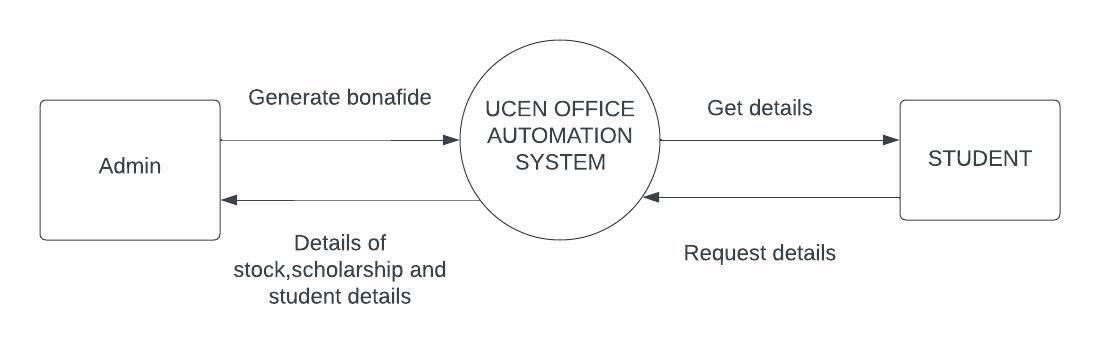 Generate bonafide
Admin
Details of
stock,scholarship and
student details
UCEN OFFICE
AUTOMATION
SYSTEM
Get details
Request details
STUDENT